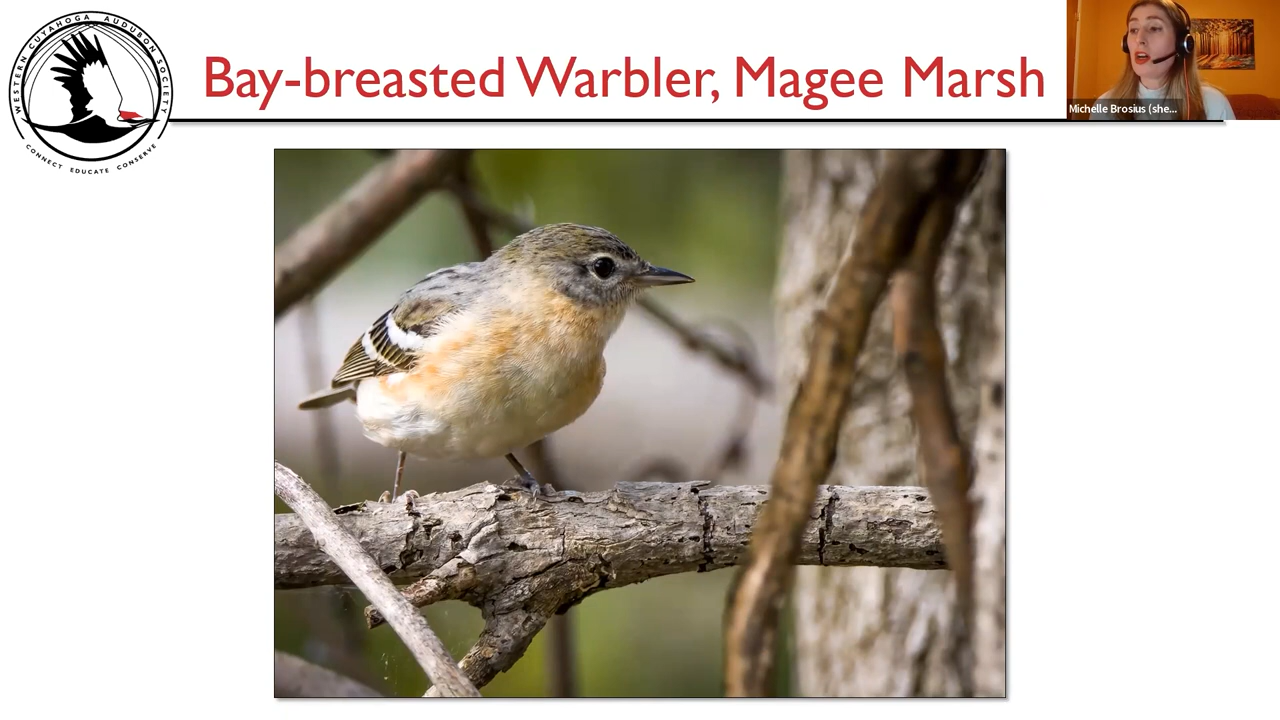 WESTERN CUYAHOGA AUDUBON SOCIETY
CONNECT EDUCATE CONSERVE
Bay-breasted Warbler, Magee Marsh
Michelle Brosius (she...